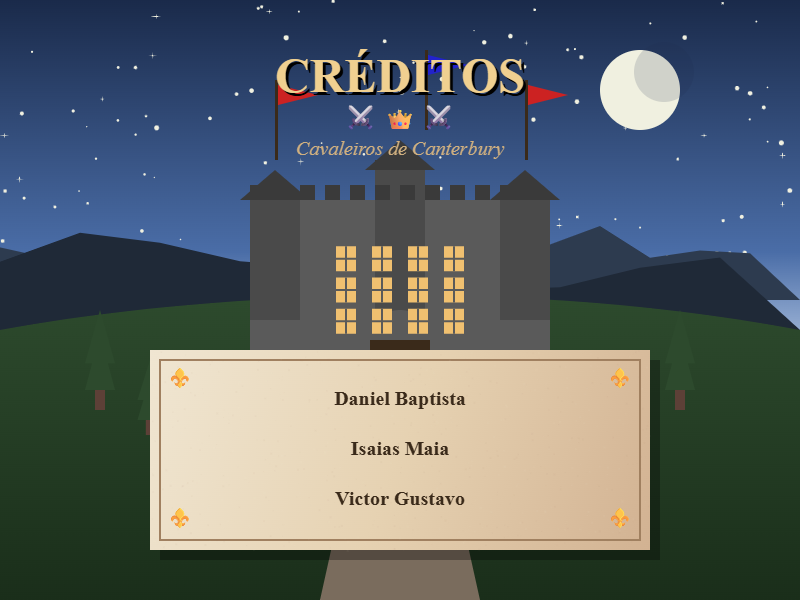 CRÉDITOS
Cavaleiros de Canterbury
Daniel Baptista
Isaias Maia
Victor Gustavo